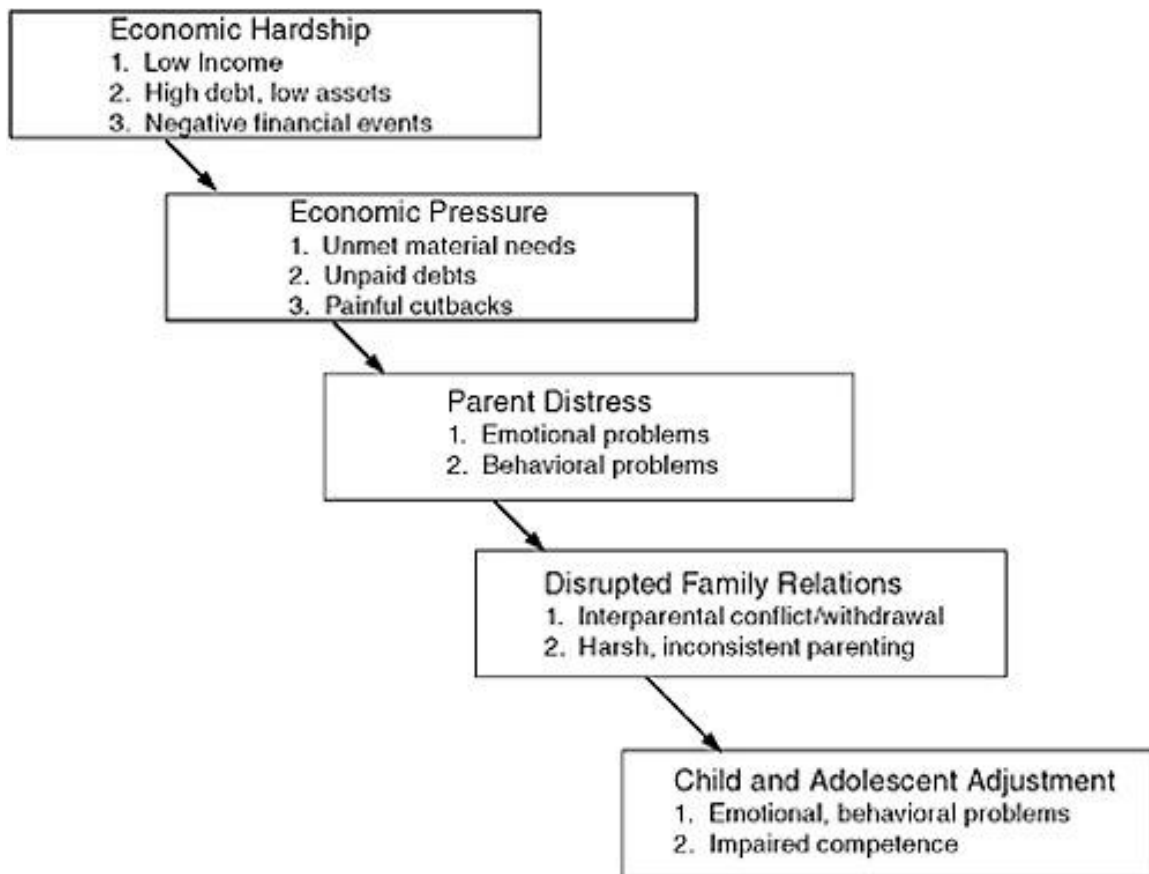 Economic Hardship
1. Low Income
2. High debt, low assets
3. Negative financial events
Economic Pressure
1. Unmet material needs
2. Unpaid debts
3. Painful cutbacks
Parent Distress
1. Emotional problems
2. Behavioral problems
Disrupted Family Relations
1. Interparental conflict/withdrawal
2. Harsh, inconsistent parenting
Child and Adolescent Adjustment
1. Emotional, behavioral problems
2. Impaired competence